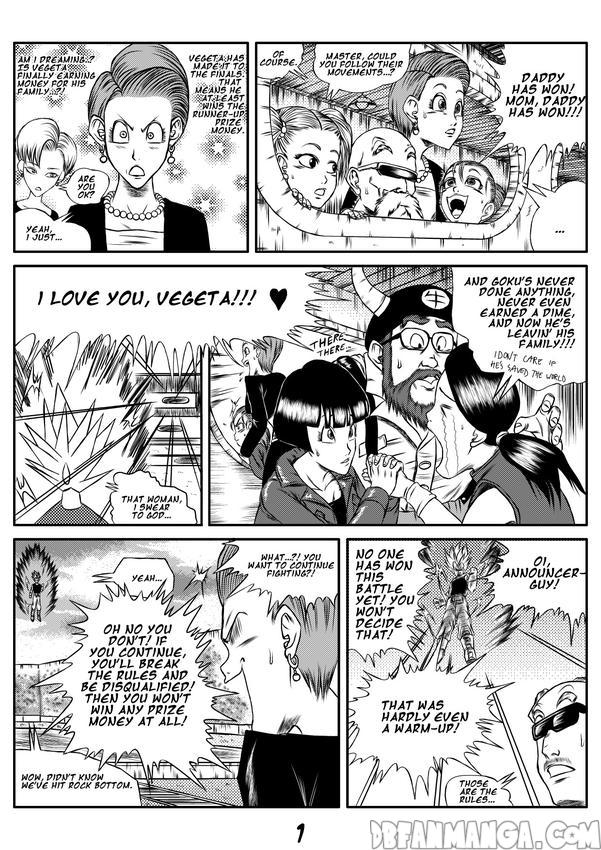 AM I DREAMING..?
IS VEGETA
FINALLY EARNING
MONEY FOR HIS
FAMILY...?!
VEGETA HAS
MADE IT
TO THE
FINALS.
THAT
MEANS
HE
AT LEAST
WINS THE
RUNNER-UP
PRIZE
MONEY.
ARE
YOU
OK?
YEAH,
I JUST...
OF
COURSE.
MASTER, COULD
YOU FOLLOW THEIR
MOVEMENTS...?
DADDY
HAS WON!
MOM, DADDY
HAS WON!!!
...
I LOVE YOU, VEGETA!!! ♥
THAT WOMAN,
I SWEAR
TO GOD...
THERE
THERE...
AND GOKU'S NEVER
DONE ANYTHING,
NEVER EVEN
EARNED A DIME,
AND NOW HE'S
LEAVIN' HIS
FAMILY!!!
I DON'T CARE IF
HE'S SAVED THE WORLD
YEAH...
WHAT...?! YOU
WANT TO CONTINUE
FIGHTING?!
OH NO YOU
DON'T! IF
YOU CONTINUE,
YOU'LL BREAK
THE RULES AND
BE DISQUALIFIED!
THEN YOU WON'T
WIN ANY PRIZE
MONEY AT ALL!
WOW, DIDN'T KNOW
WE'VE HIT ROCK BOTTOM.
NO ONE
HAS WON
THIS
BATTLE
YET! YOU
WON'T
DECIDE
THAT!
OI,
ANNOUNCER-
GUY!
THAT WAS
HARDLY EVEN
A WARM-UP!
THOSE
ARE THE
RULES...
1
DBFANMANGA.COM